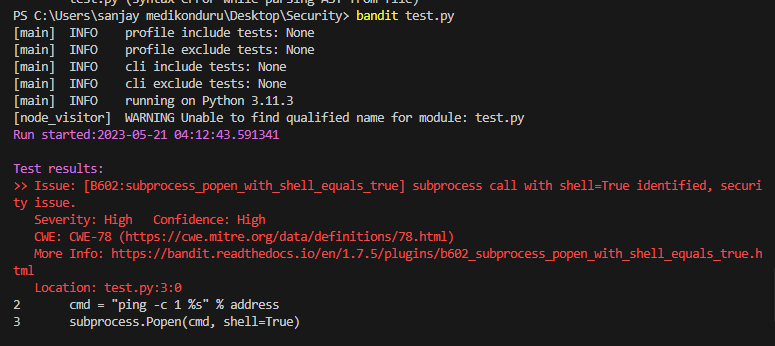 test.py (syntax error while parsing AST from file)
PS C:\Users\sanjay medikonduru\Desktop\Security> bandit test.py
[main]  INFO    profile include tests: None
[main]  INFO    profile exclude tests: None
[main]  INFO    cli include tests: None
[main]  INFO    cli exclude tests: None
[main]  INFO    running on Python 3.11.3
[node_visitor]  WARNING Unable to find qualified name for module: test.py
Run started:2023-05-21 04:12:43.591341
Test results:
>> Issue: [B602:subprocess_popen_with_shell_equals_true] subprocess call with shell=True identified, securi
ty issue.
   Severity: High   Confidence: High
   CWE: CWE-78 (https://cwe.mitre.org/data/definitions/78.html)
   More Info: https://bandit.readthedocs.io/en/1.7.5/plugins/b602_subprocess_popen_with_shell_equals_true.h
tml
   Location: test.py:3:0
2       cmd = "ping -c 1 %s" % address
3       subprocess.Popen(cmd, shell=True)